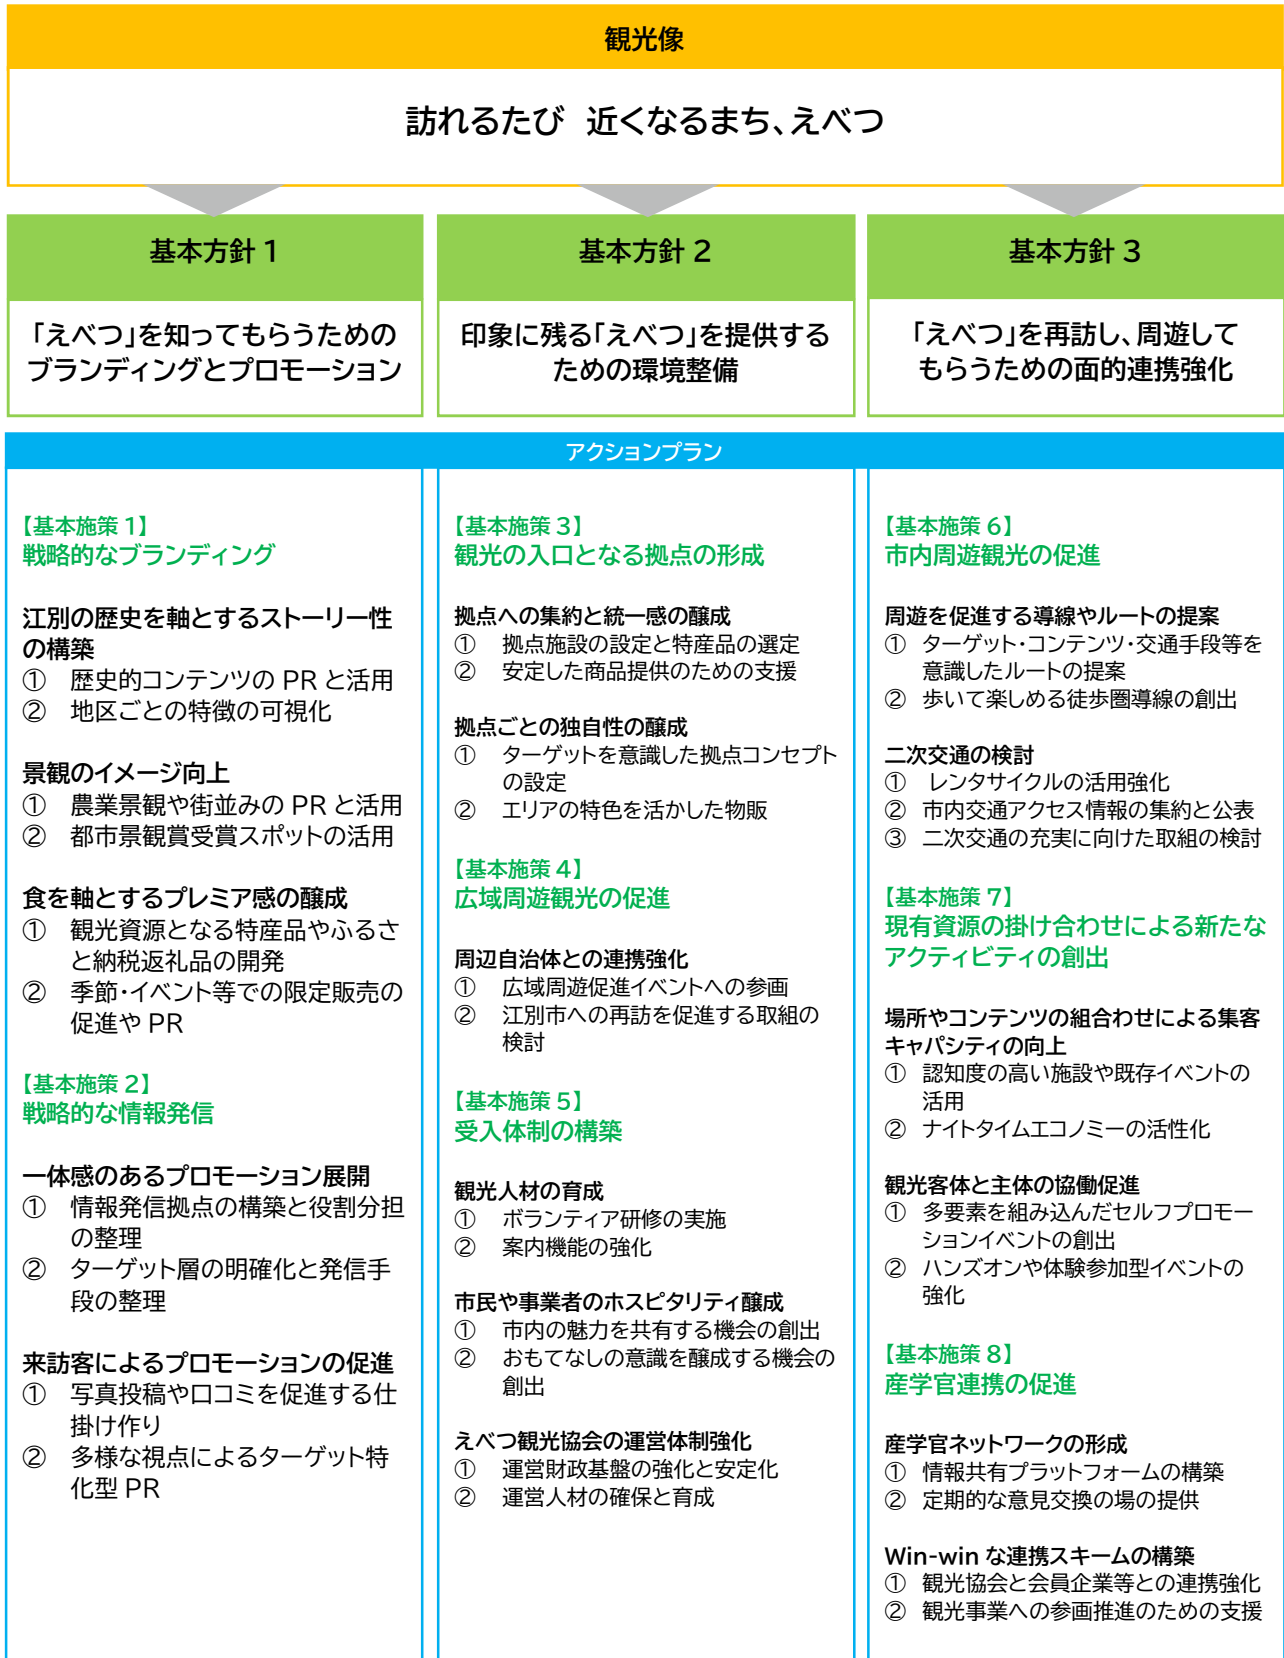 観光像
訪れるたび 近くなるまち、えべつ
基本方針 1
「えべつ」を知ってもらうための
ブランディングとプロモーション
基本方針 2
印象に残る「えべつ」を提供する
ための環境整備
基本方針 3
「えべつ」を再訪し、周遊して
もらうための面的連携強化
アクションプラン
【基本施策 1】
戦略的なブランディング
江別の歴史を軸とするストーリー性
の構築
① 歴史的コンテンツの PR と活用
② 地区ごとの特徴の可視化
景観のイメージ向上
① 農業景観や街並みの PR と活用
② 都市景観賞受賞スポットの活用
食を軸とするプレミア感の醸成
① 観光資源となる特産品やふるさ
と納税返礼品の開発
② 季節・イベント等での限定販売の
促進や PR
【基本施策 2】
戦略的な情報発信
一体感のあるプロモーション展開
① 情報発信拠点の構築と役割分担
の整理
② ターゲット層の明確化と発信手
段の整理
来訪客によるプロモーションの促進
① 写真投稿や口コミを促進する仕
掛け作り
② 多様な視点によるターゲット特
化型 PR
【基本施策 3】
観光の入口となる拠点の形成
拠点への集約と統一感の醸成
① 拠点施設の設定と特産品の選定
② 安定した商品提供のための支援
拠点ごとの独自性の醸成
① ターゲットを意識した拠点コンセプト
の設定
② エリアの特色を活かした物販
【基本施策 4】
広域周遊観光の促進
周辺自治体との連携強化
① 広域周遊促進イベントへの参画
② 江別市への再訪を促進する取組の
検討
【基本施策 5】
受入体制の構築
観光人材の育成
① ボランティア研修の実施
② 案内機能の強化
市民や事業者のホスピタリティ醸成
① 市内の魅力を共有する機会の創出
② おもてなしの意識を醸成する機会の
創出
えべつ観光協会の運営体制強化
① 運営財政基盤の強化と安定化
② 運営人材の確保と育成
【基本施策 6】
市内周遊観光の促進
周遊を促進する導線やルートの提案
① ターゲット・コンテンツ・交通手段等を
意識したルートの提案
② 歩いて楽しめる徒歩圏導線の創出
二次交通の検討
① レンタサイクルの活用強化
② 市内交通アクセス情報の集約と公表
③ 二次交通の充実に向けた取組の検討
【基本施策 7】
現有資源の掛け合わせによる新たな
アクティビティの創出
場所やコンテンツの組合わせによる集客
キャパシティの向上
① 認知度の高い施設や既存イベントの
活用
② ナイトタイムエコノミーの活性化
観光客体と主体の協働促進
① 多要素を組み込んだセルフプロモー
ションイベントの創出
② ハンズオンや体験参加型イベントの
強化
【基本施策 8】
産学官連携の促進
産学官ネットワークの形成
① 情報共有プラットフォームの構築
② 定期的な意見交換の場の提供
Win-win な連携スキームの構築
① 観光協会と会員企業等との連携強化
② 観光事業への参画推進のための支援